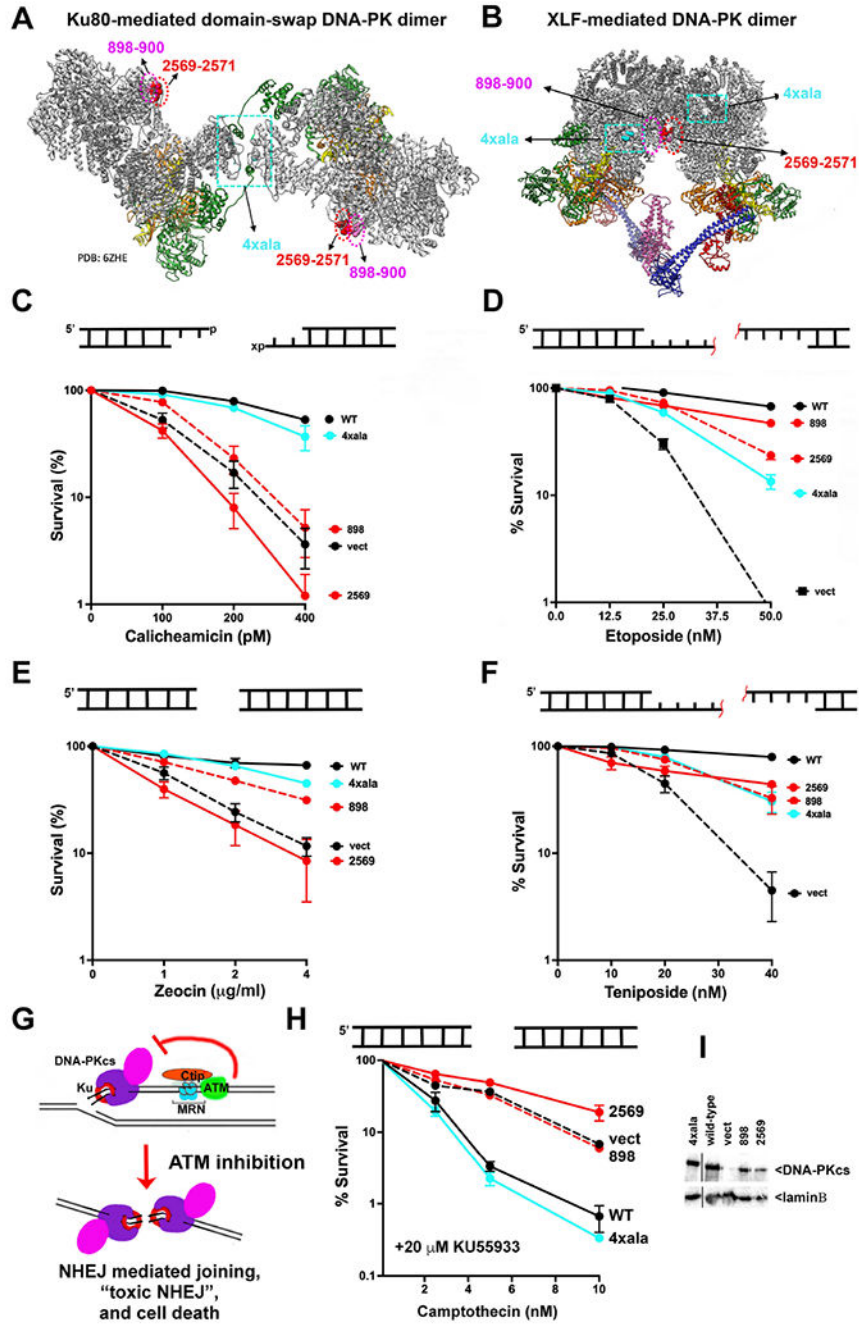 A
Ku80-mediated domain-swap DNA-PK dimer
898-900
2569-2571
4xala
2569-2571
898-900
PDB: 6ZHE
B
XLF-mediated DNA-PK dimer
898-900
4xala
4xala
2569-2571
C
5'
p
xp
Survival (%)
100
10
1
0
100
200
400
Calicheamicin (pM)
WT
4xala
898
vect
2569
D
% Survival
100
10
1
0.0
12.5
25.0
37.5
50.0
Etoposide (nM)
WT
898
2569
4xala
vect
E
5'
Survival (%)
100
10
1
0
1
2
4
Zeocin (μg/ml)
WT
4xala
898
vect
2569
F
5'
% Survival
100
10
1
0
10
20
30
40
Teniposide (nM)
WT
2569
898
4xala
vect
G
DNA-PKcs
Ku
Ctip
ATM
MRN
ATM inhibition
NHEJ mediated joining,
“toxic NHEJ”,
and cell death
H
5'
% Survival
100
10
1
0.1
2
4
6
8
10
+20 μM KU55933
Camptothecin (nM)
2569
vect
898
WT
4xala
I
4xala
wild-type
vect
898
2569
<DNA-PKcs
<laminB